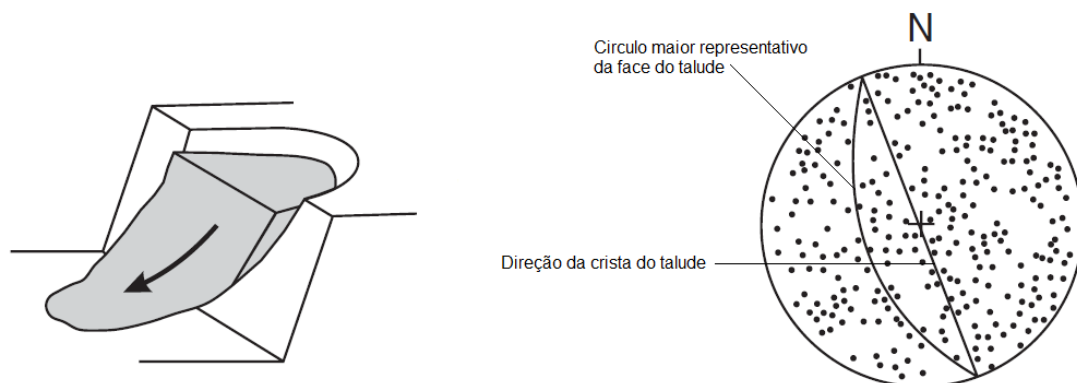 N
Circulo maior representativo
da face do talude
Direção da crista do talude